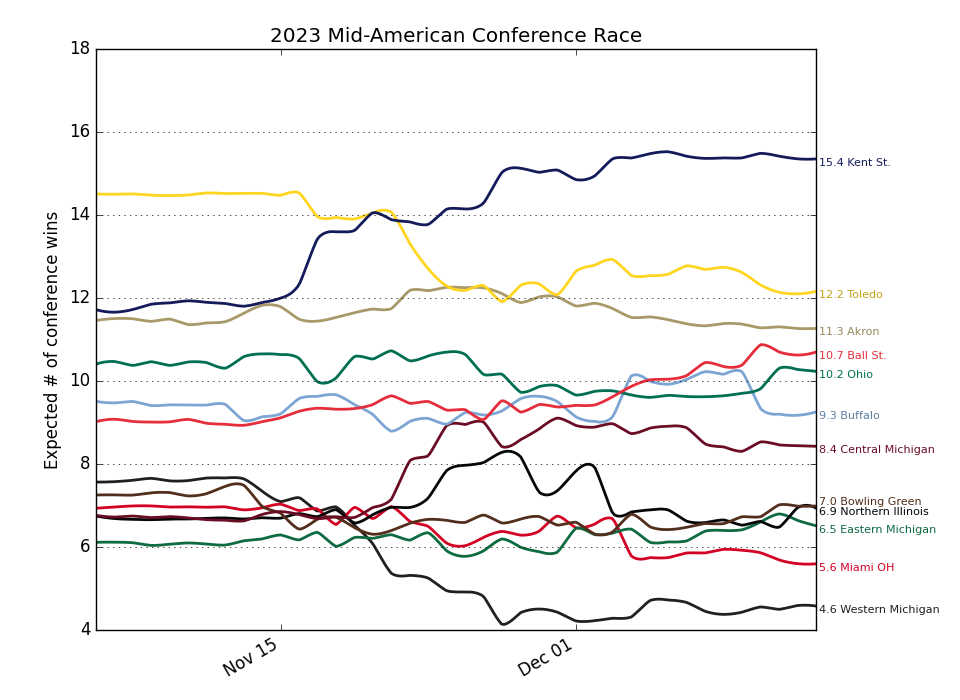 2023 Mid-American Conference Race
Expected # of conference wins
18
16
14
12
10
8
6
4
Nov 15
Dec 01
15.4 Kent St.
12.2 Toledo
11.3 Akron
10.7 Ball St.
10.2 Ohio
9.3 Buffalo
8.4 Central Michigan
7.0 Bowling Green
6.9 Northern Illinois
6.5 Eastern Michigan
5.6 Miami OH
4.6 Western Michigan